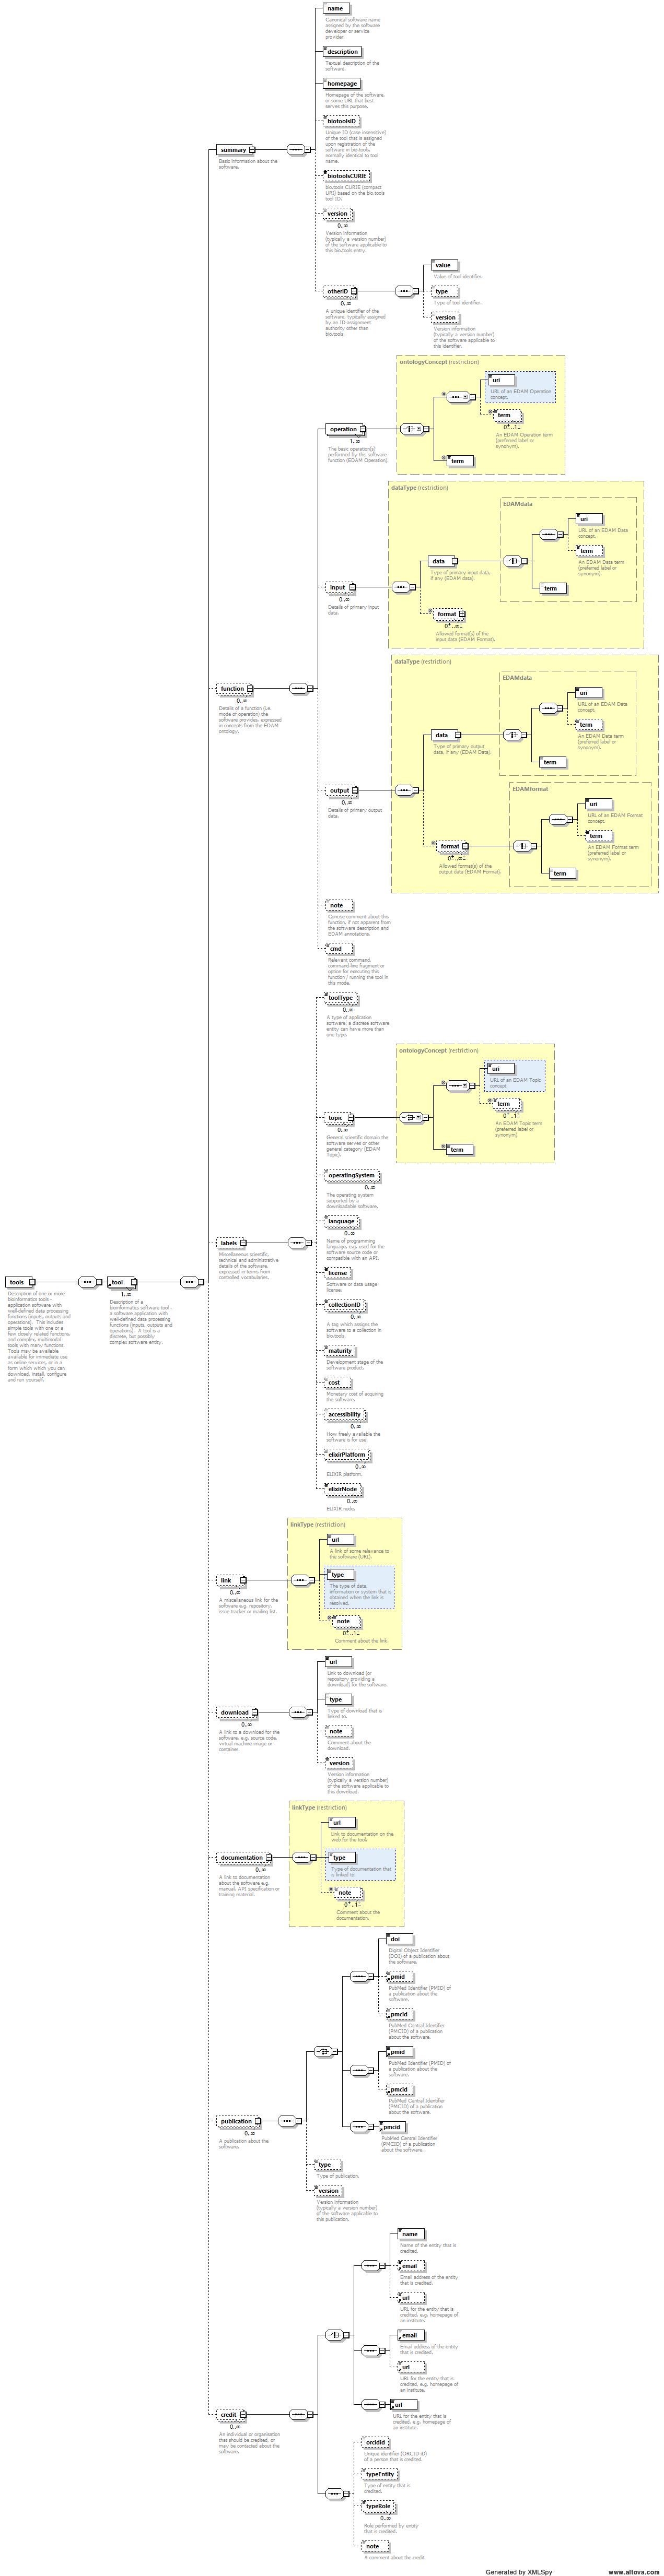 name
Canonical software name
assigned by the software
developer or service
provider.
description
Textual description of the
software.
homepage
Homepage of the software,
or some URL that best
serves this purpose.
biotoolsID
Unique ID (case insensitive)
of the tool that is assigned
upon registration of the
software in bio.tools,
normally identical to tool
name.
summary
Basic information about the
software.
biotoolsCURIE
bio.tools CURIE (compact
URI) based on the bio.tools
tool ID.
version
0..∞
Version information
(typically a version number)
of the software applicable to
this bio.tools entry.
otherID
0..∞
A unique identifier of the
software, typically assigned
by an ID-assignment
authority other than
bio.tools.
value
Value of tool identifier.
type
Type of tool identifier.
version
Version information
(typically a version number)
of the software applicable to
this identifier.
ontologyConcept (restriction)
uri
URL of an EDAM Operation
concept.
term
0*..1-
An EDAM Operation term
(preferred label or
synonym).
operation
1..∞
The basic operation(s)
performed by this software
function (EDAM Operation).
term
dataType (restriction)
EDAMdata
uri
URL of an EDAM Data
concept.
term
An EDAM Data term
(preferred label or
synonym).
data
Type of primary input data,
if any (EDAM data).
term
input
0..∞
Details of primary input
data.
format
0*..∞-
Allowed format(s) of the
input data (EDAM Format).
dataType (restriction)
EDAMdata
uri
URL of an EDAM Data
concept.
term
An EDAM Data term
(preferred label or
synonym).
function
0..∞
Details of a function (i.e.
mode of operation) the
software provides, expressed
in concepts from the EDAM
ontology.
data
Type of primary output
data, if any (EDAM Data).
term
output
0..∞
Details of primary output
data.
EDAMformat
uri
URL of an EDAM Format
concept.
term
An EDAM Format term
(preferred label or
synonym).
format
0*..∞-
Allowed format(s) of the
output data (EDAM Format).
term
note
Concise comment about this
function, if not apparent from
the software description and
EDAM annotations.
cmd
Relevant command,
command-line fragment or
option for executing this
function / running the tool in
this mode.
toolType
0..∞
A type of application
software: a discrete software
entity can have more than
one type.
ontologyConcept (restriction)
uri
URL of an EDAM Topic
concept.
term
0*..1-
An EDAM Topic term
(preferred label or
synonym).
topic
0..∞
General scientific domain the
software serves or other
general category (EDAM
Topic).
term
operatingSystem
0..∞
The operating system
supported by a
downloadable software.
language
0..∞
Name of programming
language, e.g. used for the
software source code or
compatible with an API.
labels
Miscellaneous scientific,
technical and administrative
details of the software,
expressed in terms from
controlled vocabularies.
license
Software or data usage
license.
tools
Description of one or more
bioinformatics tools -
application software with
well-defined data processing
functions (inputs, outputs and
operations). This includes
simple tools with one or a
few closely related functions,
and complex, multimodal
tools with many functions.
Tools may be available
available for immediate use
as online services, or in a
form which which you can
download, install, configure
and run yourself.
tool
1..∞
Description of a
bioinformatics software tool -
a software application with
well-defined data processing
functions (inputs, outputs and
operations). A tool is a
discrete, but possibly
complex software entity.
collectionID
0..∞
A tag which assigns the
software to a collection in
bio.tools.
maturity
Development stage of the
software product.
cost
Monetary cost of acquiring
the software.
accessibility
0..∞
How freely available the
software is for use.
elixirPlatform
0..∞
ELIXIR platform.
elixirNode
0..∞
ELIXIR node.
linkType (restriction)
url
A link of some relevance to
the software (URL).
link
0..∞
A miscellaneous link for the
software e.g. repository,
issue tracker or mailing list.
type
The type of data,
information or system that is
obtained when the link is
resolved.
note
0*..1-
Comment about the link.
url
Link to download (or
repository providing a
download) for the software.
type
Type of download that is
linked to.
download
0..∞
A link to a download for the
software, e.g. source code,
virtual machine image or
container.
note
Comment about the
download.
version
Version information
(typically a version number)
of the software applicable to
this download.
linkType (restriction)
url
Link to documentation on the
web for the tool.
documentation
0..∞
A link to documentation
about the software e.g.
manual, API specification or
training material.
type
Type of documentation that
is linked to.
note
0*..1-
Comment about the
documentation.
doi
Digital Object Identifier
(DOI) of a publication about
the software.
pmid
PubMed Identifier (PMID) of
a publication about the
software.
pmcid
PubMed Central Identifier
(PMCID) of a publication
about the software.
pmid
PubMed Identifier (PMID) of
a publication about the
software.
pmcid
PubMed Central Identifier
(PMCID) of a publication
about the software.
publication
0..∞
A publication about the
software.
pmcid
PubMed Central Identifier
(PMCID) of a publication
about the software.
type
Type of publication.
version
Version information
(typically a version number)
of the software applicable to
this publication.
name
Name of the entity that is
credited.
email
Email address of the entity
that is credited.
url
URL for the entity that is
credited, e.g. homepage of
an institute.
email
Email address of the entity
that is credited.
url
URL for the entity that is
credited, e.g. homepage of
an institute.
url
URL for the entity that is
credited, e.g. homepage of
an institute.
credit
0..∞
An individual or organisation
that should be credited, or
may be contacted about the
software.
orcidid
Unique identifier (ORCID iD)
of a person that is credited.
typeEntity
Type of entity that is
credited.
typeRole
0..∞
Role performed by entity
that is credited.
note
A comment about the credit.
Generated by XMLSpy
www.altova.com